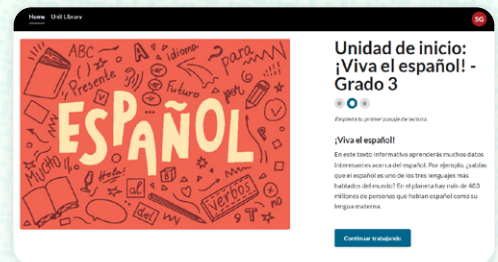 Home Unit Library
SG
ABC
Presente
idioma
Futuro
para
por
ESPAÑOL
Mucho
¡Hola!
al
del
verbos
Unidad de inicio:
¡Viva el español! -
Grado 3
Empieza tu primer pasaje de lectura.
¡Viva el español!
En este texto informativo aprenderás muchos datos
interesantes acerca del español. Por ejemplo, ¿sabías
que el español es uno de los tres lenguajes más
hablados del mundo? En el planeta hay más de 403
millones de personas que hablan español como su
lengua materna.
Continuar trabajando